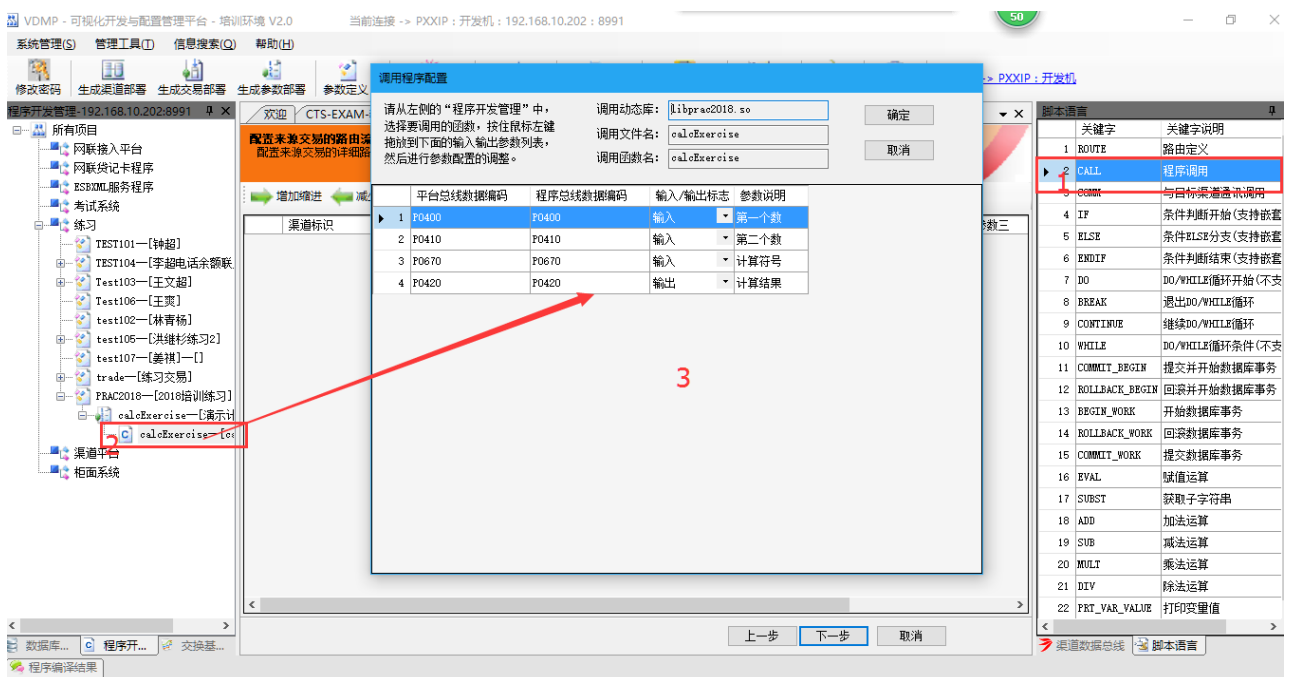 VDMP - 可视化开发与配置管理平台 - 培训环境 V2.0 当前连接 -> PXXIP : 开发机 : 192.168.10.202 : 8991
50
系统管理(S) 管理工具(T) 信息搜索(Q) 帮助(H)
修改密码 生成渠道部署 生成交易部署 生成参数部署 参数定义
-> PXXIP : 开发机
程序开发管理-192.168.10.202:8991
所有项目
网联接入平台
网联贷记卡程序
ESBXML服务程序
考试系统
练习
TEST101—[钟超]
TEST104—[李超电话余额联
Test103—[王文超]
Test106—[王爽]
test102—[林青杨]
test105—[洪继杉练习2]
test107—[姜祺]—[]
trade—[练习交易]
PRAC2018—[2018培训练习]
calcExercise—[演示计
calcExercise—[ca
2
渠道平台
柜面系统
数据库... 程序开... 交换基...
程序编译结果
欢迎 CTS-EXAM-
配置来源交易的路由流
配置来源交易的详细路
增加缩进 减少
渠道标识
参数三
调用程序配置
请从左侧的“程序开发管理”中，
选择要调用的函数，按住鼠标左键
拖放到下面的输入输出参数列表，
然后进行参数配置的调整。
调用动态库: libprac2018.so
调用文件名: calcExercise
调用函数名: calcExercise
确定
取消
平台总线数据编码 程序总线数据编码 输入/输出标志 参数说明
1 P0400 P0400 输入 第一个数
2 P0410 P0410 输入 第二个数
3 P0670 P0670 输入 计算符号
4 P0420 P0420 输出 计算结果
3
上一步 下一步 取消
脚本语言
关键字 关键字说明
1 ROUTE 路由定义
2 CALL 程序调用
1
3 COMM 与目标渠道通讯调用
4 IF 条件判断开始(支持嵌套
5 ELSE 条件ELSE分支(支持嵌套
6 ENDIF 条件判断结束(支持嵌套
7 DO DO/WHILE循环开始(不支
8 BREAK 退出DO/WHILE循环
9 CONTINUE 继续DO/WHILE循环
10 WHILE DO/WHILE循环条件(不支
11 COMMIT_BEGIN 提交并开始数据库事务
12 ROLLBACK_BEGIN 回滚并开始数据库事务
13 BEGIN_WORK 开始数据库事务
14 ROLLBACK_WORK 回滚数据库事务
15 COMMIT_WORK 提交数据库事务
16 EVAL 赋值运算
17 SUBST 获取子字符串
18 ADD 加法运算
19 SUB 减法运算
20 MULT 乘法运算
21 DIV 除法运算
22 PRT_VAR_VALUE 打印变量值
渠道数据总线 脚本语言